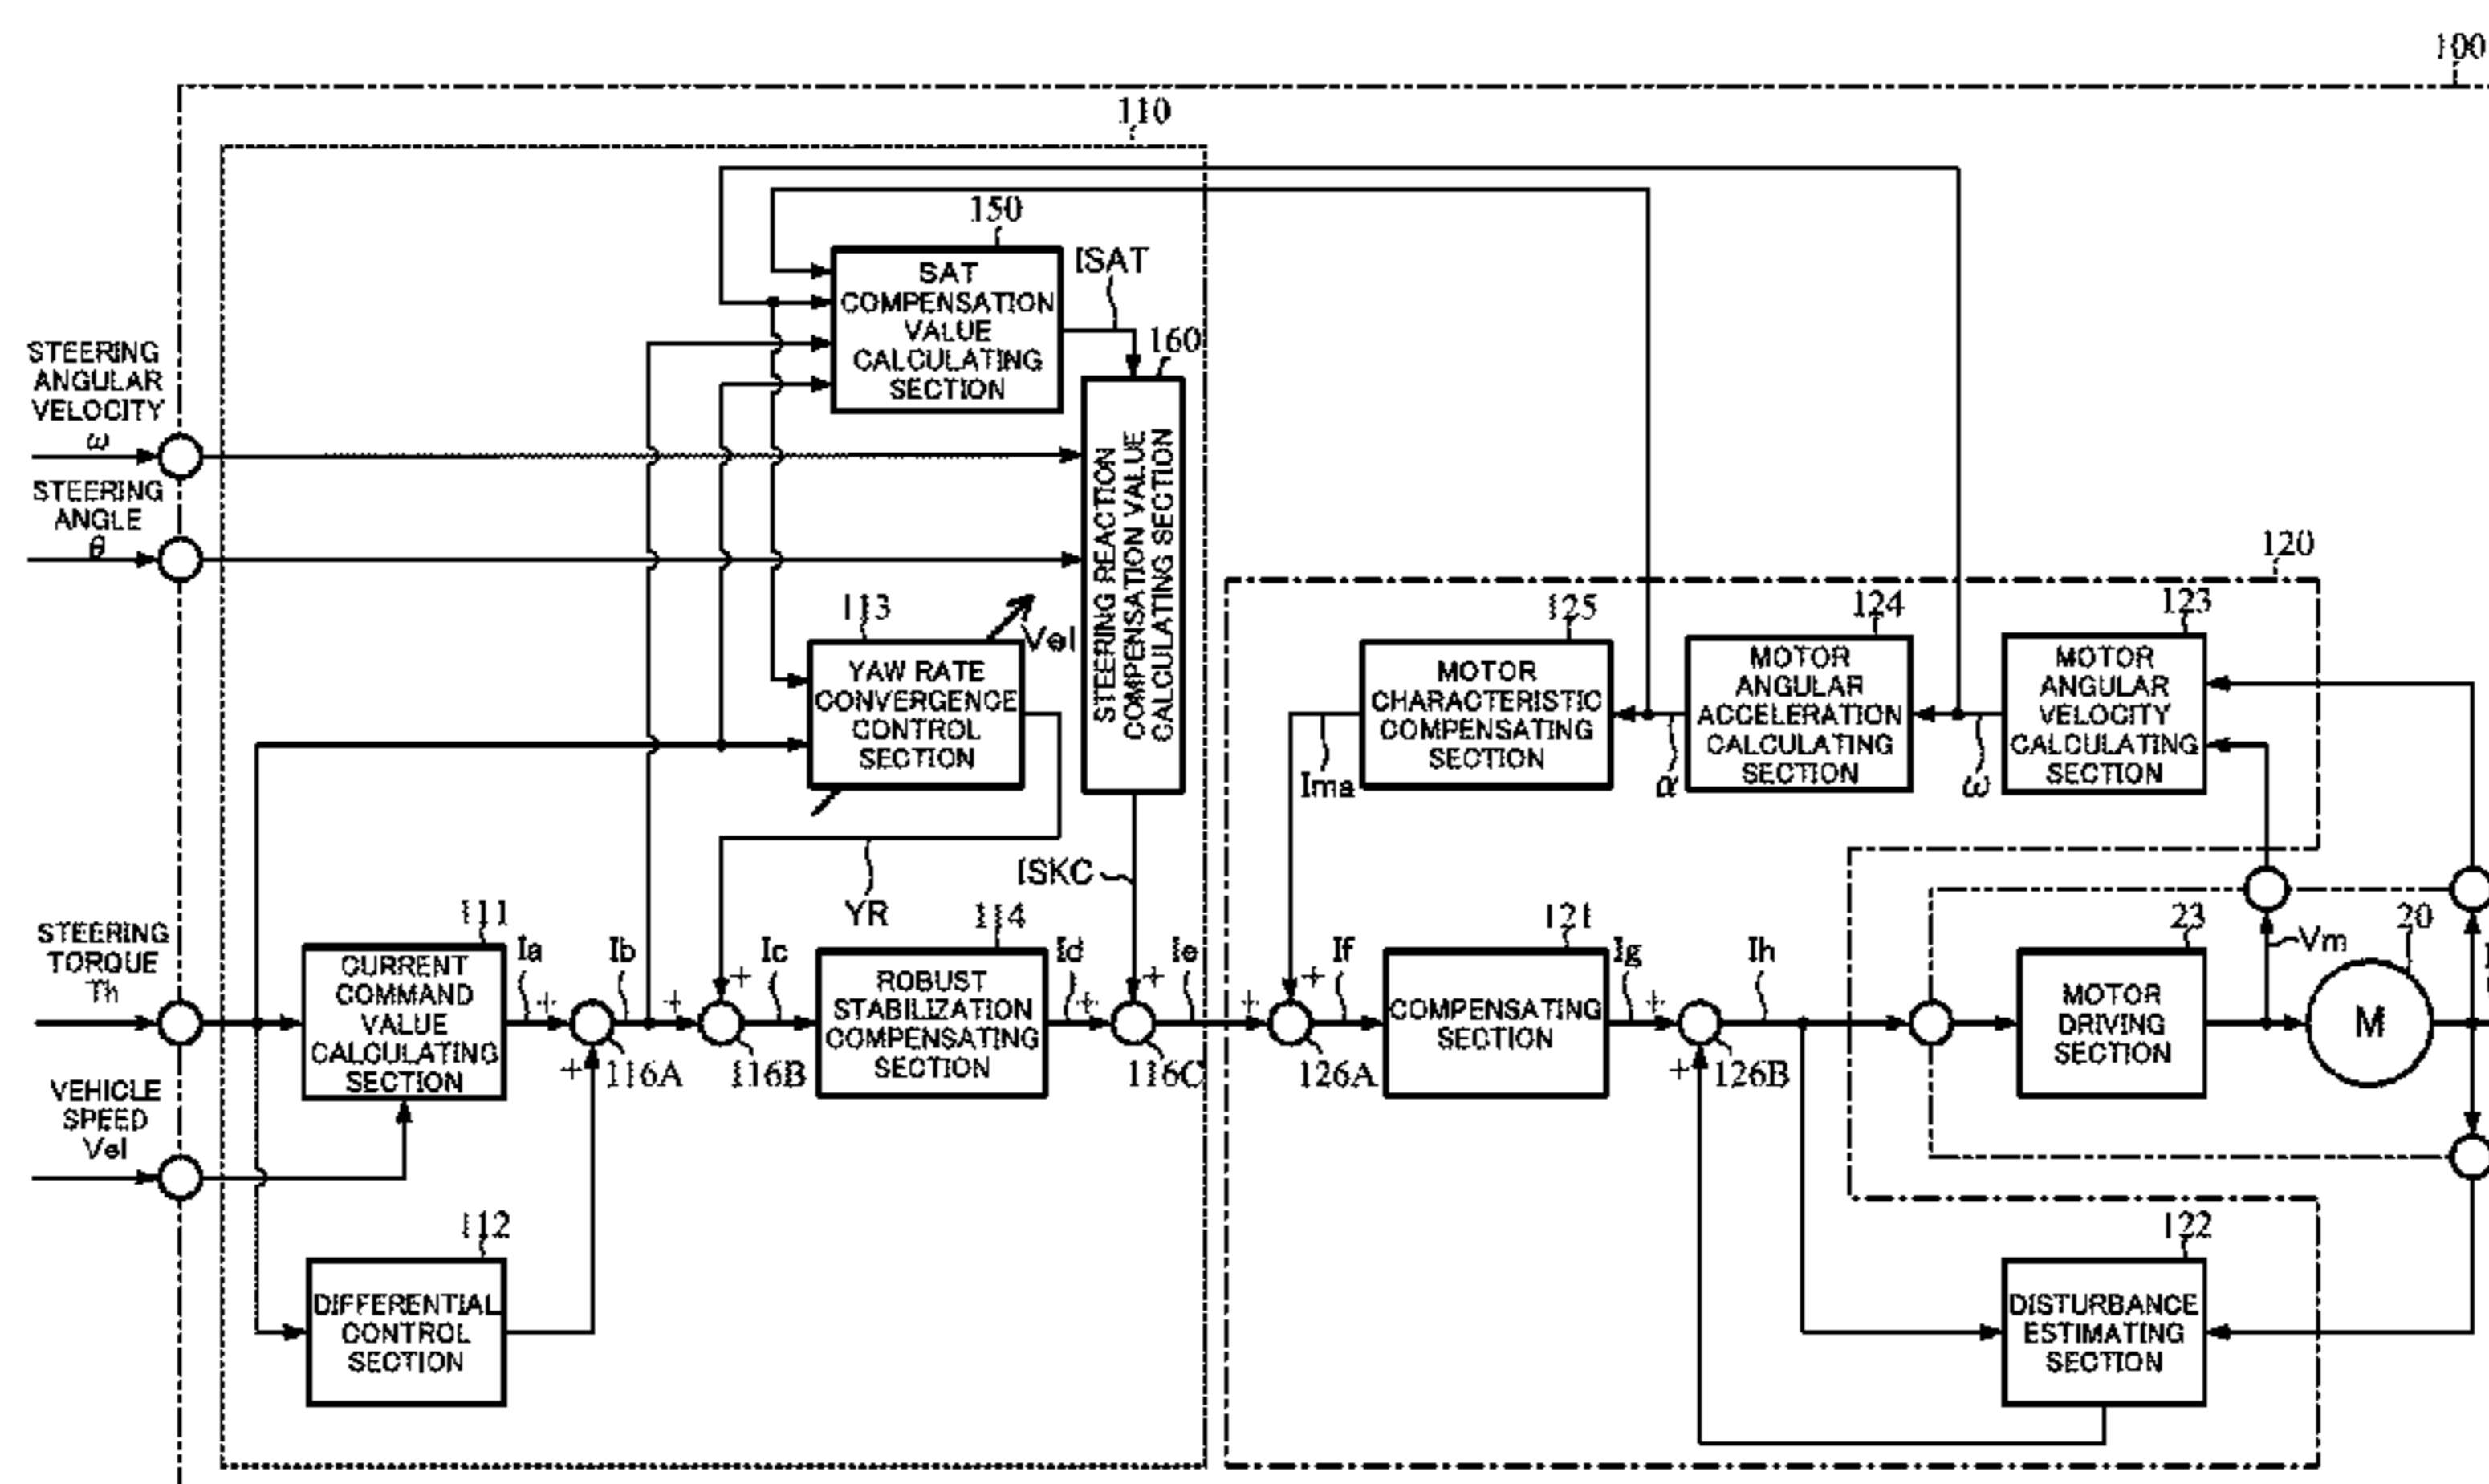 100
110
150
SAT
COMPENSATION
VALUE
CALCULATING
SECTION
ISAT
160
STEERING
ANGULAR
VELOCITY
ω
STEERING
ANGLE
θ
STEERING REACTION
COMPENSATION VALUE
CALCULATING SECTION
120
113
Vel
YAW RATE
CONVERGENCE
CONTROL
SECTION
125
MOTOR
CHARACTERISTIC
COMPENSATING
SECTION
124
MOTOR
ANGULAR
ACCELERATION
CALCULATING
SECTION
123
MOTOR
ANGULAR
VELOCITY
CALCULATING
SECTION
Ima
α
ω
YR
ISKC
STEERING
TORQUE
Th
111
CURRENT
COMMAND
VALUE
CALCULATING
SECTION
Ia
+
+
116A
Ib
+
+
116B
Ic
114
ROBUST
STABILIZATION
COMPENSATING
SECTION
Id
+
+
116C
Ie
+
+
126A
If
121
COMPENSATING
SECTION
Ig
+
+
126B
Ih
23
MOTOR
DRIVING
SECTION
Vm
20
M
VEHICLE
SPEED
Vel
112
DIFFERENTIAL
CONTROL
SECTION
122
DISTURBANCE
ESTIMATING
SECTION